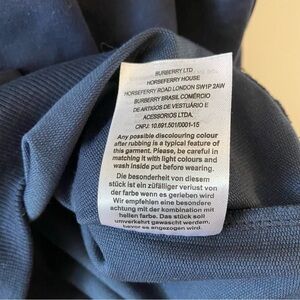 BURBERRY LTD
HORSEFERRY HOUSE
HORSEFERRY ROAD LONDON SW1P 2AW
BURBERRY BRASIL COMÉRCIO
DE ARTIGOS DE VESTUÁRIO E
ACESSORIOS LTDA.
CNPJ: 10.691.501/0001-15
Any possible discolouring colour
after rubbing is a typical feature of
this garment. Please, be careful in
matching it with light colours and
wash inside put before wearing.
Die besonderheit von diesem
stück ist ein züfälliger verlust von
der farbe wenn es gerieben wird
Wir empfehlen eine besondere
achtung mit der kombination mit
hellen farbe. Das stück soll
umverkehrt gewascht werden,
bevor es angezogen wird.